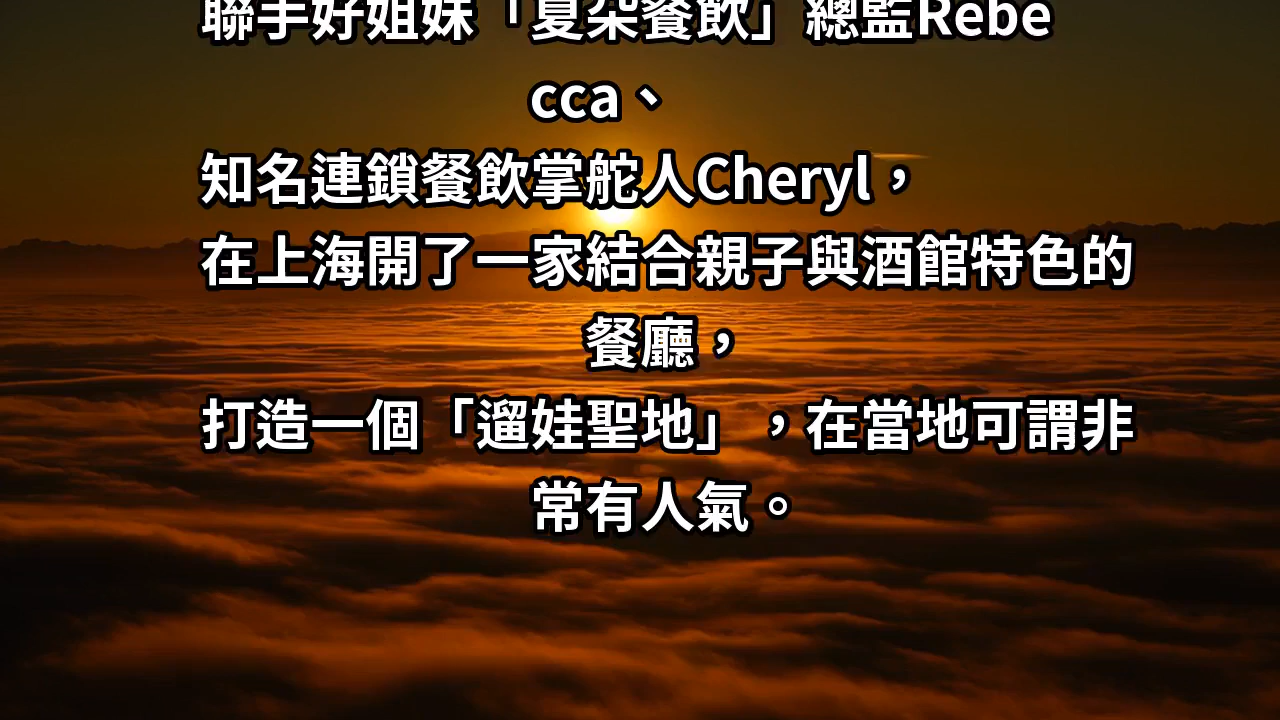 聯手好姐妹「夏朵餐飲」總監Rebe
cca、
知名連鎖餐飲掌舵人Cheryl，
在上海開了一家結合親子與酒館特色的
餐廳，
打造一個「遛娃聖地」，在當地可謂非
常有人氣。